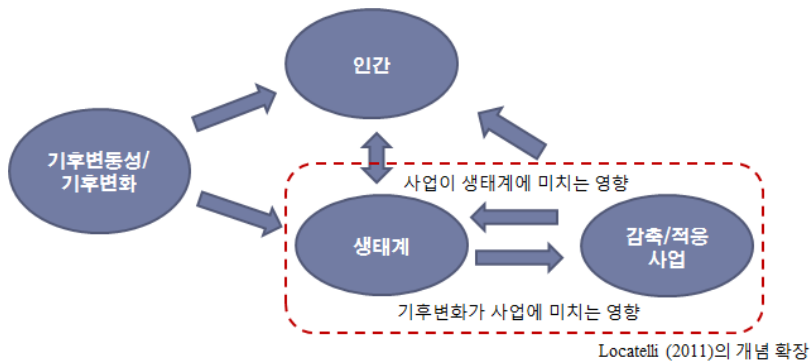 인간
기후변동성/
기후변화
사업이 생태계에 미치는 영향
생태계
감축/적응
사업
기후변화가 사업에 미치는 영향
Locatelli (2011)의 개념 확장